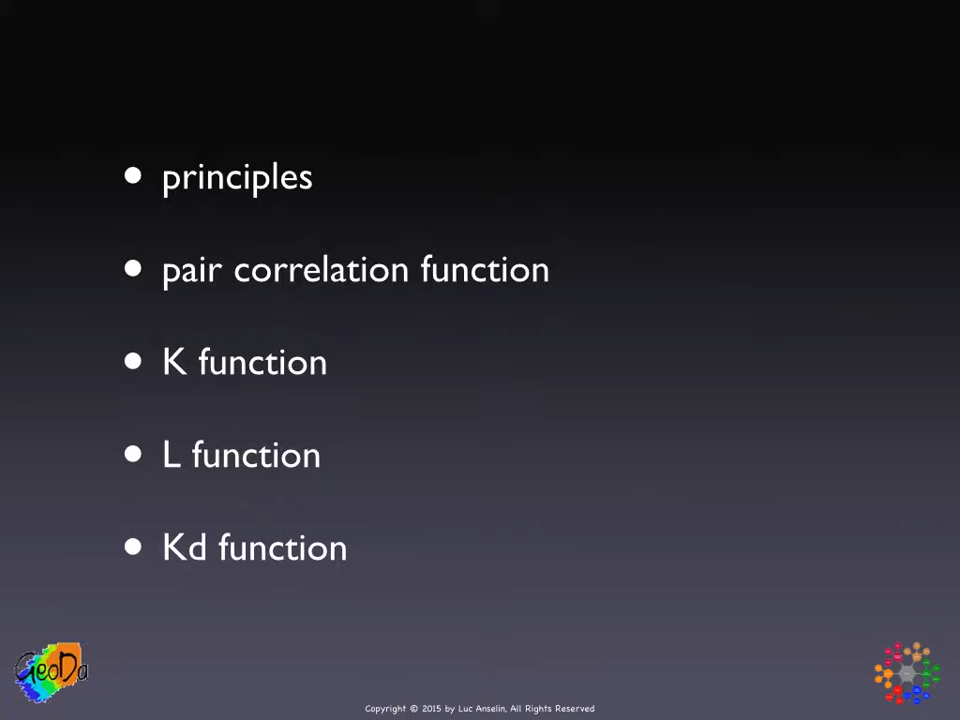 • principles
• pair correlation function
• K function
• L function
• Kd function
GeoDa
Copyright © 2015 by Luc Anselin, All Rights Reserved